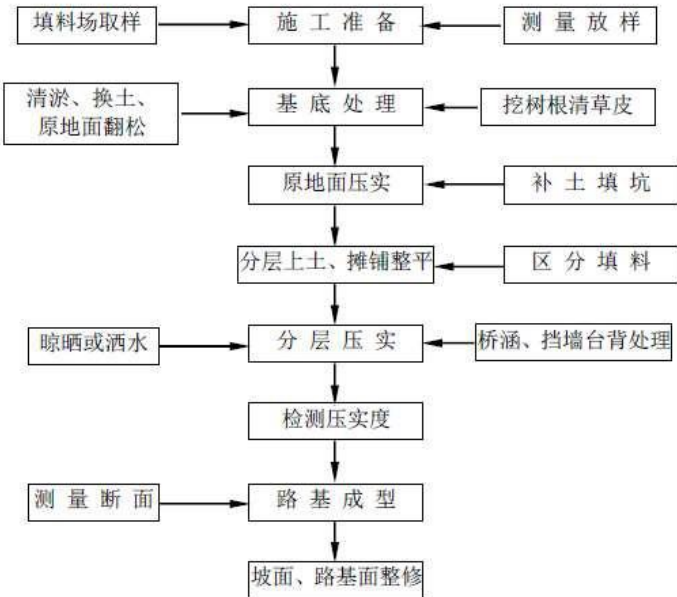 填料场取样
施工准备
测量放样
清淤、换土、
原地面翻松
基底处理
挖树根清草皮
原地面压实
补土填坑
分层上土、摊铺整平
区分填料
晾晒或洒水
分层压实
桥涵、挡墙台背处理
检测压实度
测量断面
路基成型
坡面、路基面整修